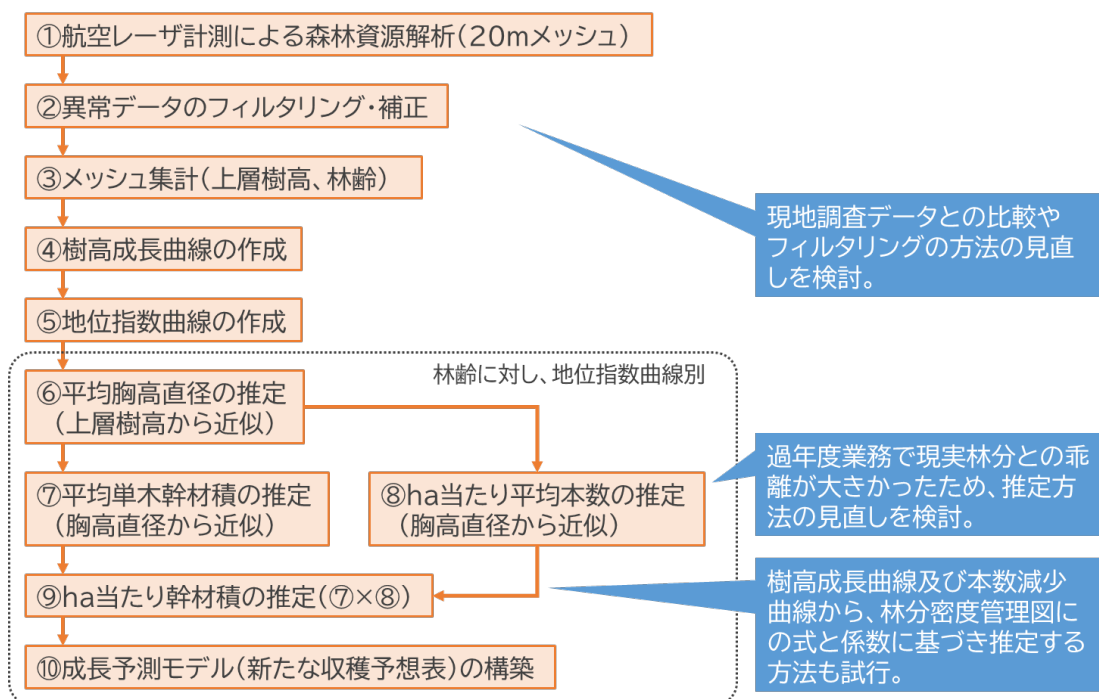 ①航空レーザ計測による森林資源解析(20mメッシュ)
②異常データのフィルタリング・補正
③メッシュ集計(上層樹高、林齢)
現地調査データとの比較や
フィルタリングの方法の見直
しを検討。
④樹高成長曲線の作成
⑤地位指数曲線の作成
林齢に対し、地位指数曲線別
⑥平均胸高直径の推定
(上層樹高から近似)
⑦平均単木幹材積の推定
(胸高直径から近似)
⑧ha当たり平均本数の推定
(胸高直径から近似)
過年度業務で現実林分との乖
離が大きかったため、推定方
法の見直しを検討。
⑨ha当たり幹材積の推定(⑦×⑧)
樹高成長曲線及び本数減少
曲線から、林分密度管理図に
の式と係数に基づき推定する
方法も試行。
⑩成長予測モデル(新たな収穫予想表)の構築